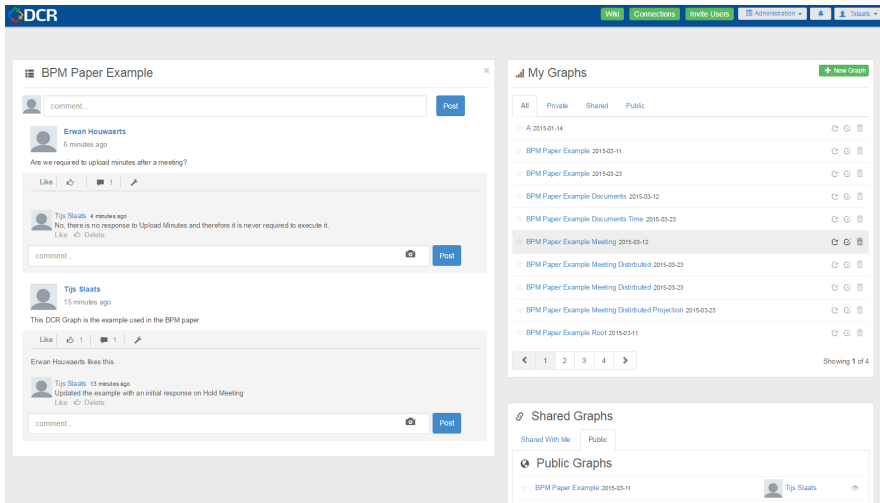 DCR
Wiki
Connections
Invite Users
Administration
Tslaats
BPM Paper Example
×
comment...
Post
Erwan Houwaerts
6 minutes ago
Are we required to upload minutes after a meeting?
Like 1
Tijs Slaats 4 minutes ago
No, there is no response to Upload Minutes and therefore it is never required to execute it.
Like Delete
comment...
Post
Tijs Slaats
15 minutes ago
This DCR Graph is the example used in the BPM paper.
Like 1 1
Erwan Houwaerts likes this.
Tijs Slaats 13 minutes ago
Updated the example with an initial response on Hold Meeting
Like Delete
comment...
Post
My Graphs
New Graph
All Private Shared Public
A 2015-01-14
BPM Paper Example 2015-03-11
BPM Paper Example 2015-03-23
BPM Paper Example Documents 2015-03-12
BPM Paper Example Documents Time 2015-03-23
BPM Paper Example Meeting 2015-03-12
BPM Paper Example Meeting Distirbuted 2015-03-23
BPM Paper Example Meeting Distirbuted 2015-03-23
BPM Paper Example Meeting Distirbuted Projection 2015-03-23
BPM Paper Example Root 2015-03-11
1 2 3 4
Showing 1 of 4
Shared Graphs
Shared With Me Public
Public Graphs
BPM Paper Example 2015-03-11 Tijs Slaats